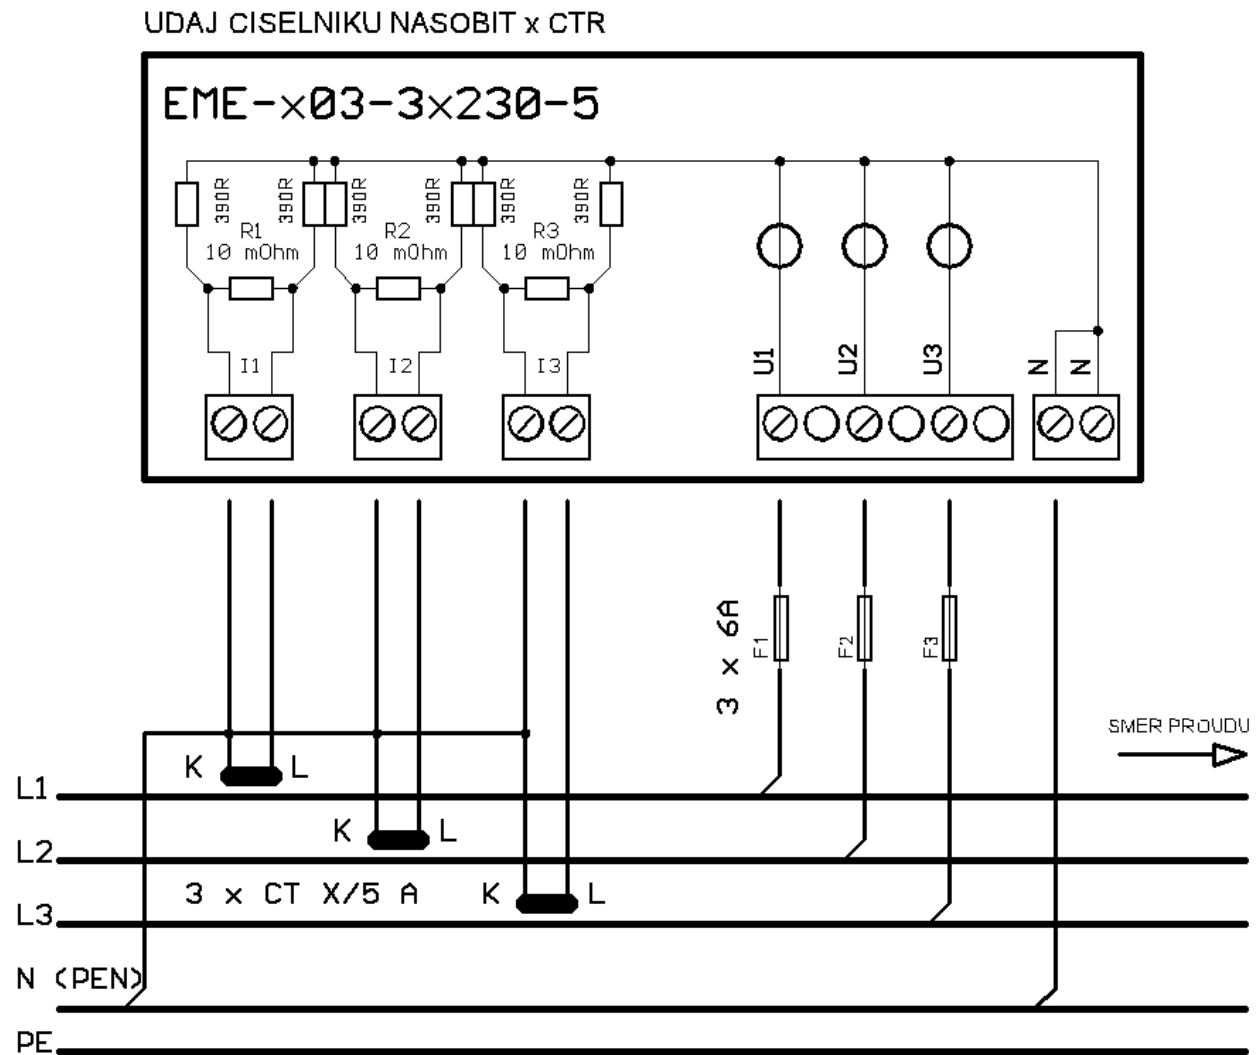 UDAJ CISELNIKU NASOBIT x CTR
EME-x03-3x230-5
390R
390R
390R
390R
390R
390R
R1
10 mOhm
R2
10 mOhm
R3
10 mOhm
I1
I2
I3
U1
U2
U3
N
N
3 x 6A
F1
F2
F3
SMER PROUDU
K
L
L1
K
L
L2
3 x CT X/5 A
K
L
L3
N (PEN)
PE